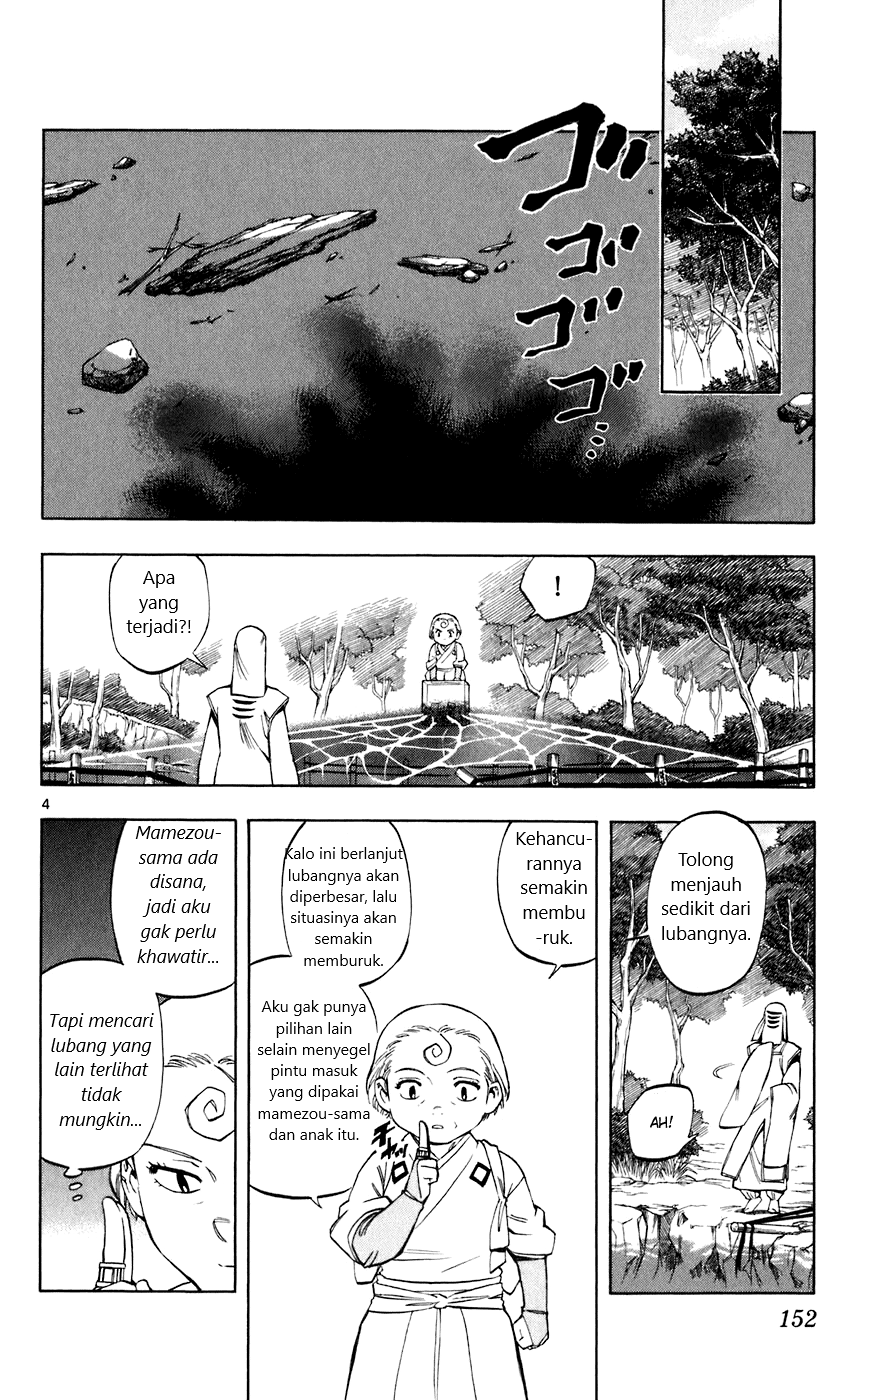 ゴゴゴゴ…
!
Apa
yang
terjadi?!
4
Tolong
menjauh
sedikit dari
lubangnya.
AH!
Kehancu-
rannya
semakin
membu
-ruk.
Kalo ini berlanjut
lubangnya akan
diperbesar, lalu
situasinya akan
semakin
memburuk.
Aku gak punya
pilihan lain
selain menyegel
pintu masuk
yang dipakai
mamezou-sama
dan anak itu.
Mamezou-
sama ada
disana,
jadi aku
gak perlu
khawatir...
Tapi mencari
lubang yang
lain terlihat
tidak
mungkin...
152